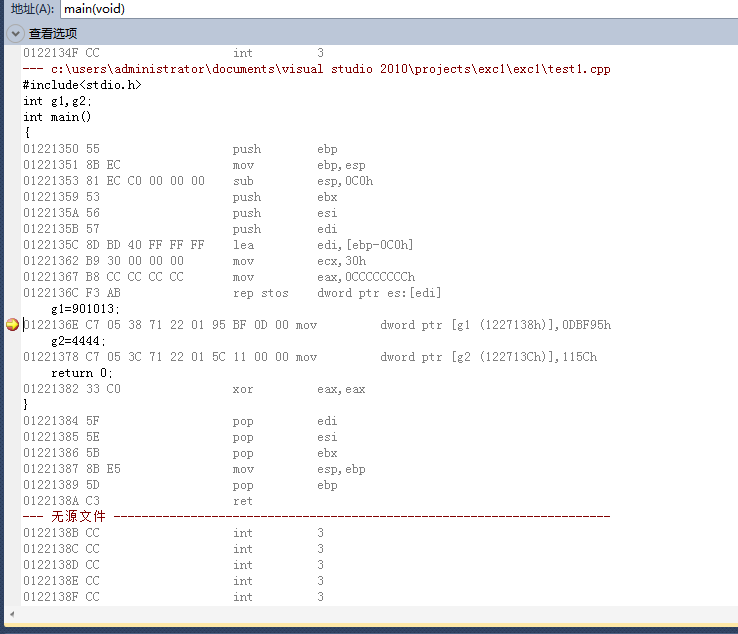 地址(A): main(void)
查看选项
0122134F CC int 3
--- c:\users\administrator\documents\visual studio 2010\projects\exc1\exc1\test1.cpp
#include<stdio.h>
int g1,g2;
int main()
{
01221350 55 push ebp
01221351 8B EC mov ebp,esp
01221353 81 EC C0 00 00 00 sub esp,0C0h
01221359 53 push ebx
0122135A 56 push esi
0122135B 57 push edi
0122135C 8D BD 40 FF FF FF lea edi,[ebp-0C0h]
01221362 B9 30 00 00 00 mov ecx,30h
01221367 B8 CC CC CC CC mov eax,0CCCCCCCCh
0122136C F3 AB rep stos dword ptr es:[edi]
g1=901013;
0122136E C7 05 38 71 22 01 95 BF 0D 00 mov dword ptr [g1 (1227138h)],0DBF95h
g2=4444;
01221378 C7 05 3C 71 22 01 5C 11 00 00 mov dword ptr [g2 (122713Ch)],115Ch
return 0;
01221382 33 C0 xor eax,eax
}
01221384 5F pop edi
01221385 5E pop esi
01221386 5B pop ebx
01221387 8B E5 mov esp,ebp
01221389 5D pop ebp
0122138A C3 ret
--- 无源文件 -----------------------------------------------------------------------
0122138B CC int 3
0122138C CC int 3
0122138D CC int 3
0122138E CC int 3
0122138F CC int 3